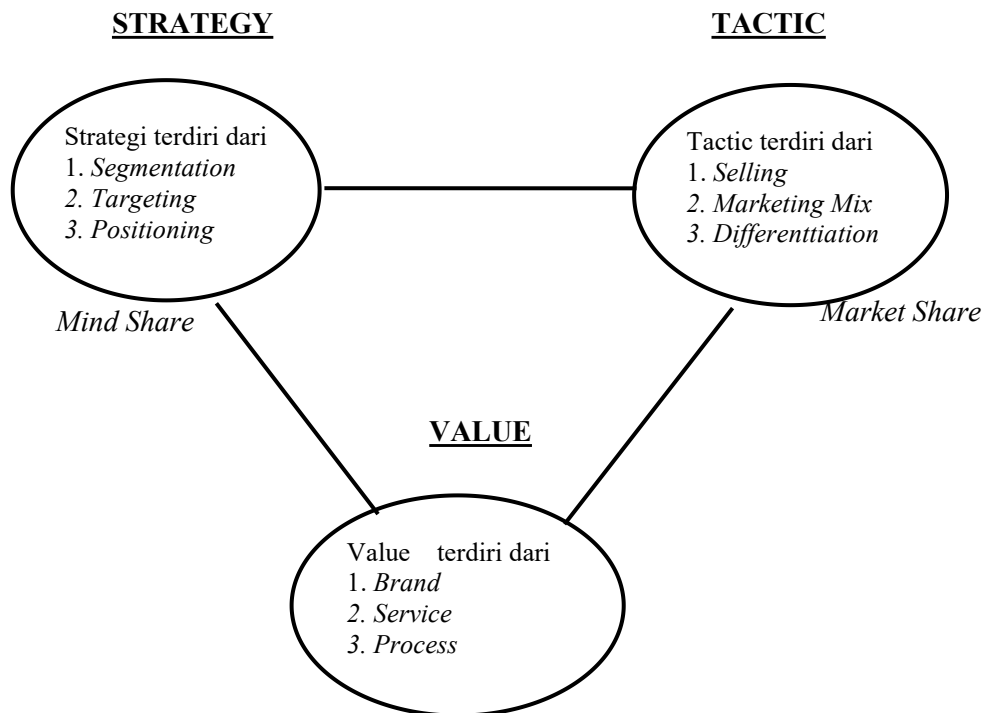 STRATEGY
TACTIC
Strategi terdiri dari
1. Segmentation
2. Targeting
3. Positioning
Tactic terdiri dari
1. Selling
2. Marketing Mix
3. Differenttiation
Mind Share
Market Share
VALUE
Value terdiri dari
1. Brand
2. Service
3. Process